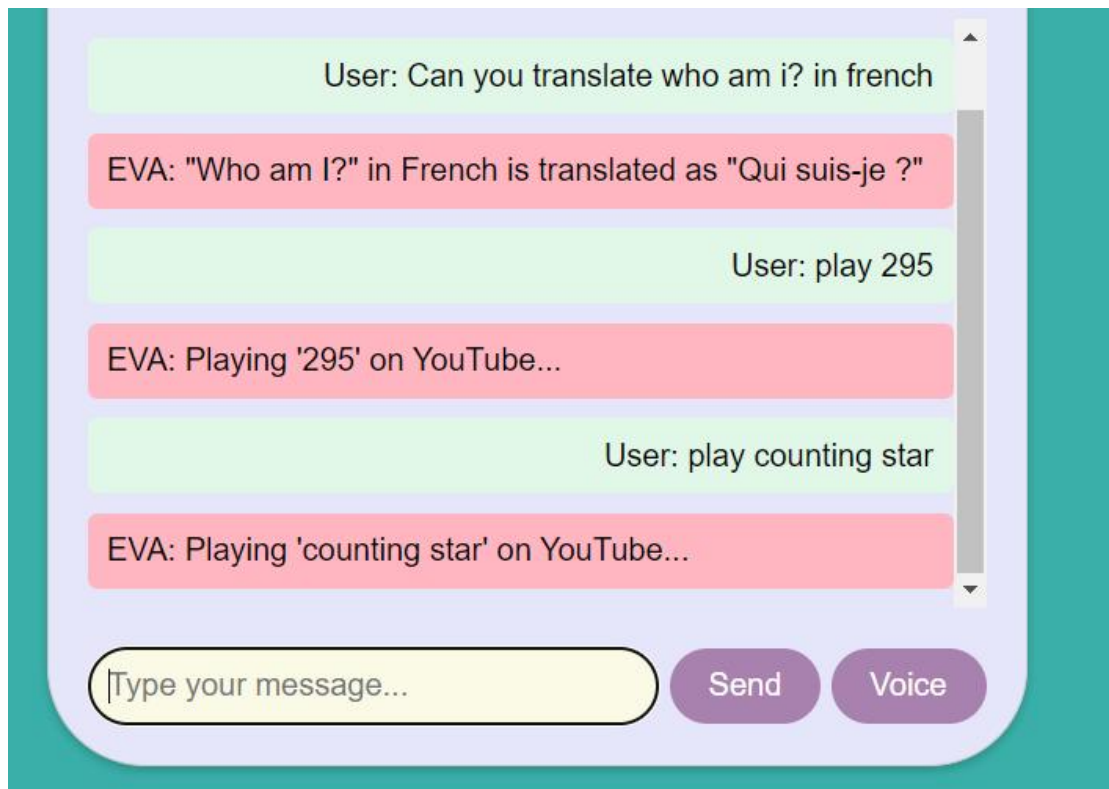 User: Can you translate who am i? in french
EVA: "Who am I?" in French is translated as "Qui suis-je ?"
User: play 295
EVA: Playing '295' on YouTube...
User: play counting star
EVA: Playing 'counting star' on YouTube...
Type your message... Send Voice